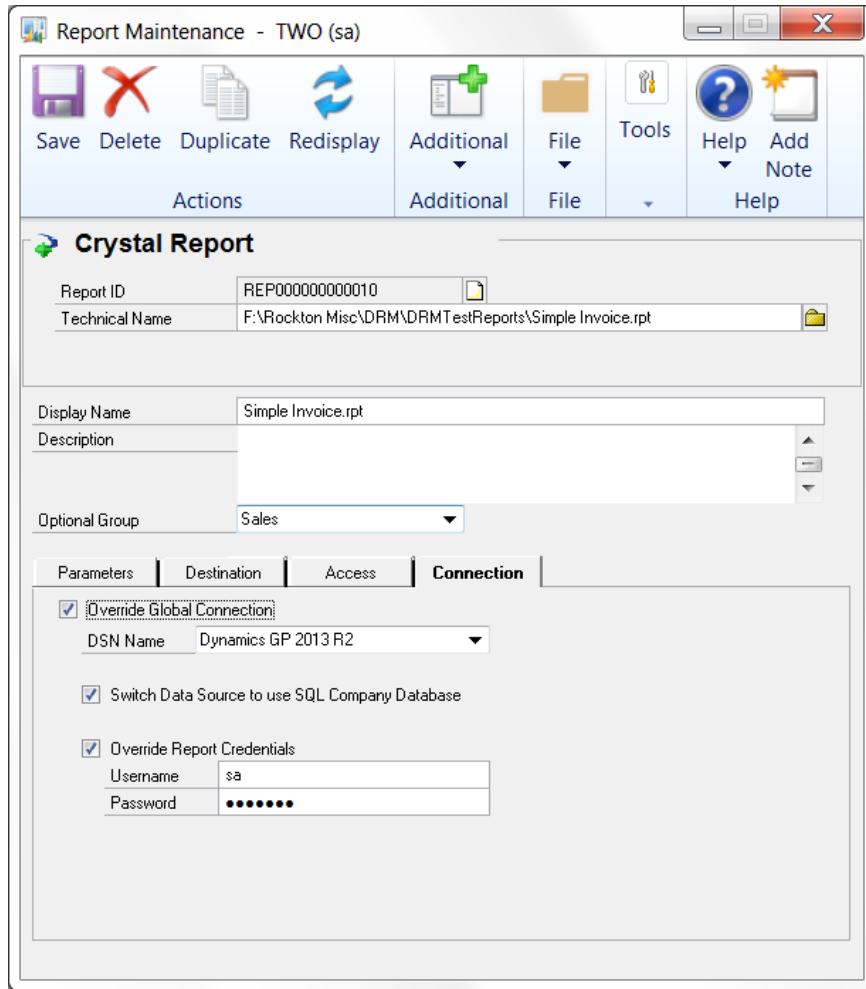 Report Maintenance - TWO (sa)
Save Delete Duplicate Redisplay Additional File Tools Help Add Note
Actions Additional File Help
Crystal Report
Report ID REP000000000010
Technical Name F:\Rockton Misc\DRM\DRMTestReports\Simple Invoice.rpt
Display Name Simple Invoice.rpt
Description
Optional Group Sales
Parameters Destination Access Connection
Override Global Connection
DSN Name Dynamics GP 2013 R2
Switch Data Source to use SQL Company Database
Override Report Credentials
Username sa
Password •••••••